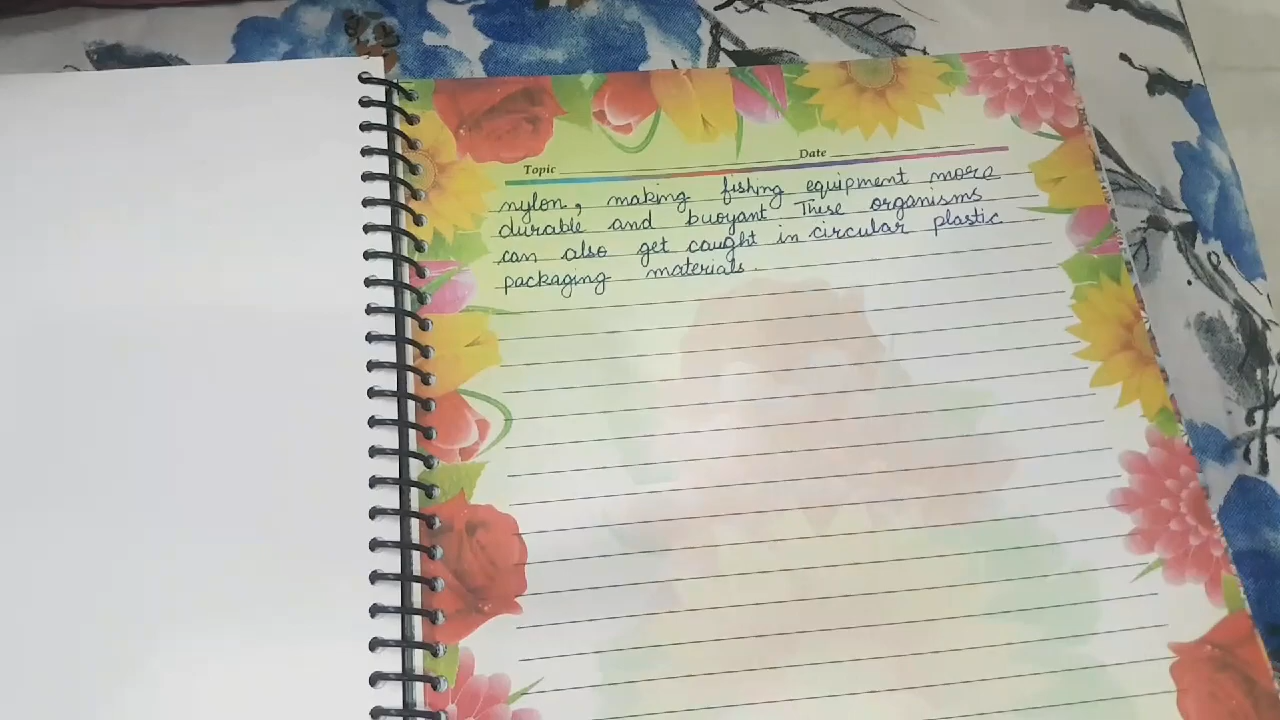 Topic Date
nylon, making fishing equipment more
durable and buoyant These organisms
can also get caught in circular plastic
packaging materials.